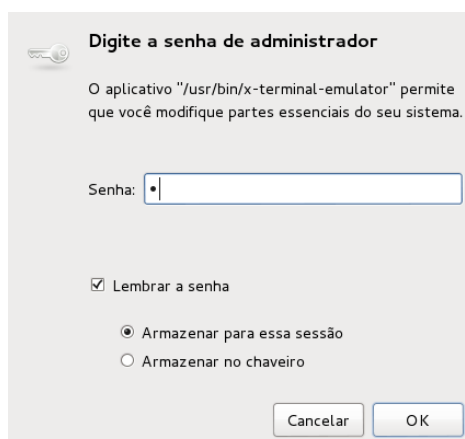 Digite a senha de administrador
O aplicativo "/usr/bin/x-terminal-emulator" permite
que você modifique partes essenciais do seu sistema.
Senha: •
Lembrar a senha
Armazenar para essa sessão
Armazenar no chaveiro
Cancelar
OK